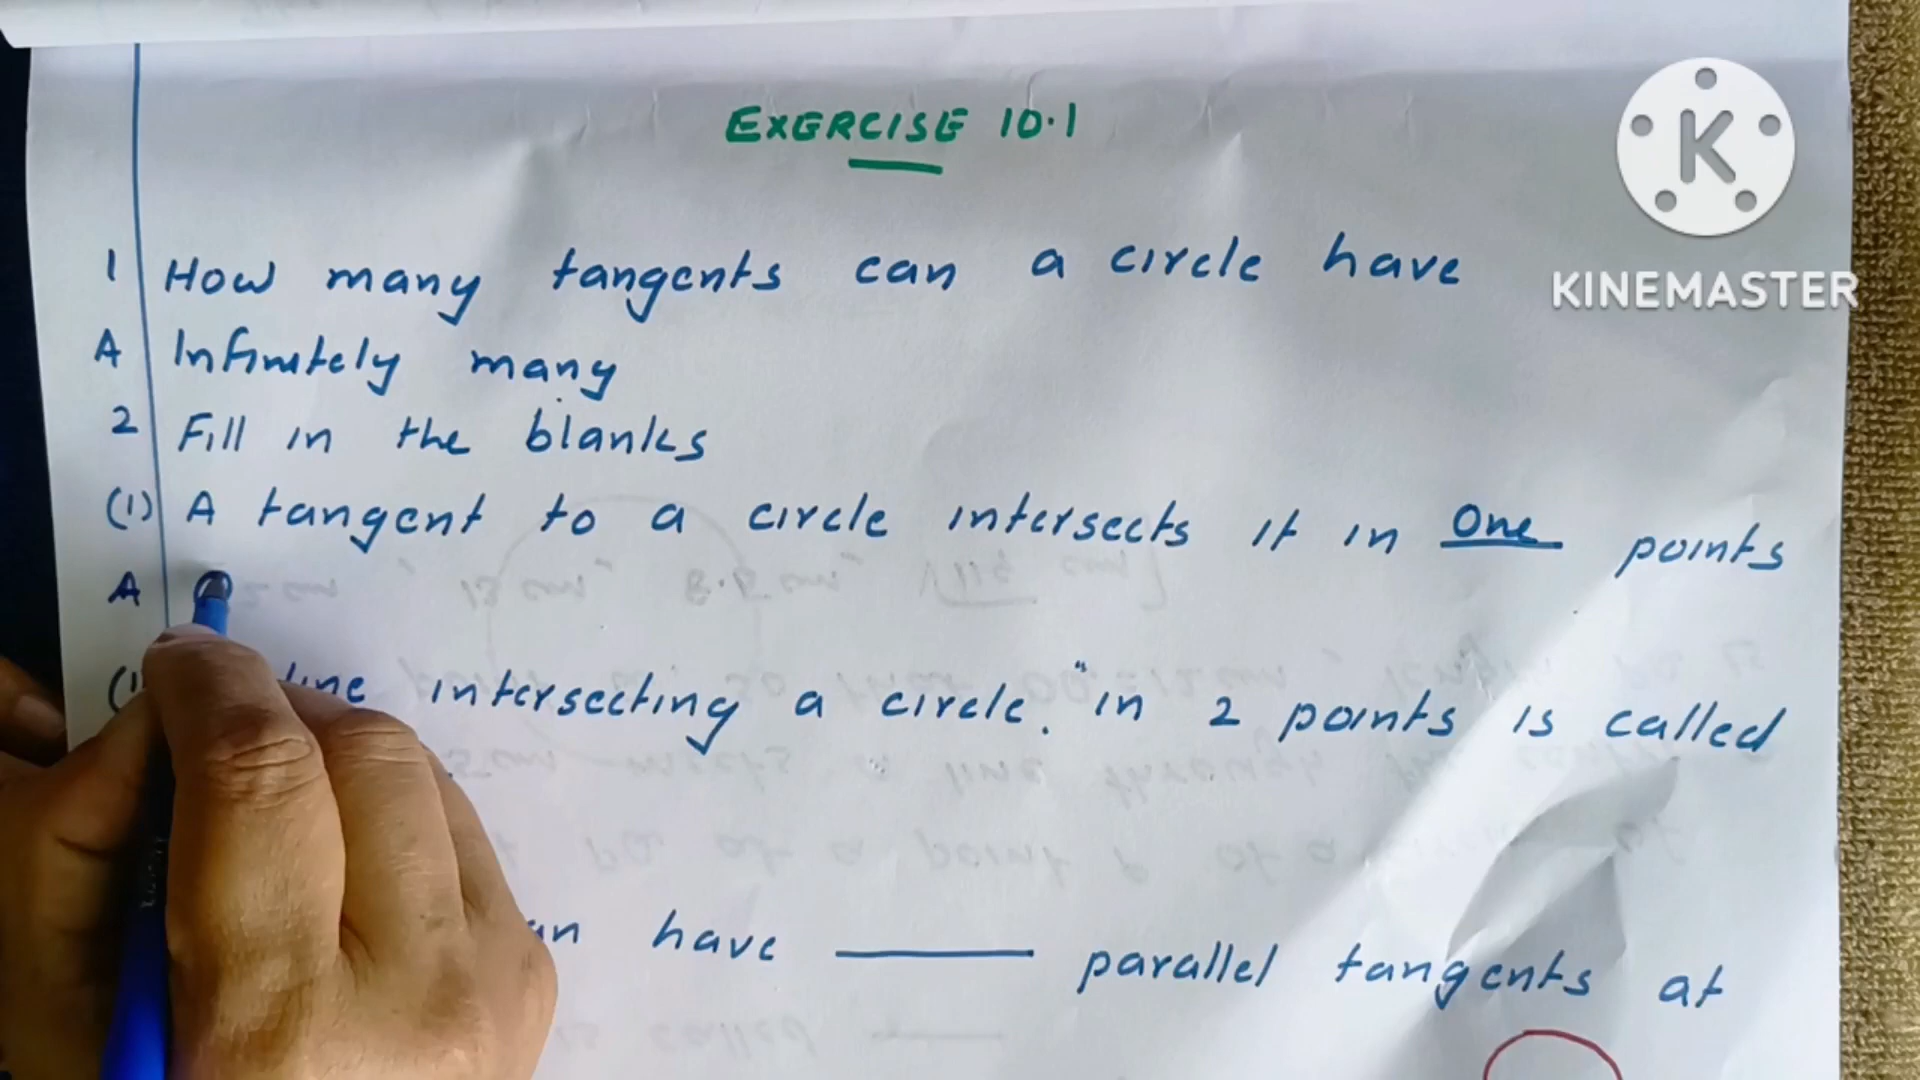 EXERCISE 10.1
K
KINEMASTER
1 How many tangents can a circle have
A Infinitely many
2 Fill in the blanks
(1) A tangent to a circle intersects it in One points
A
line intersecting a circle in 2 points is called
have ______ parallel tangents at